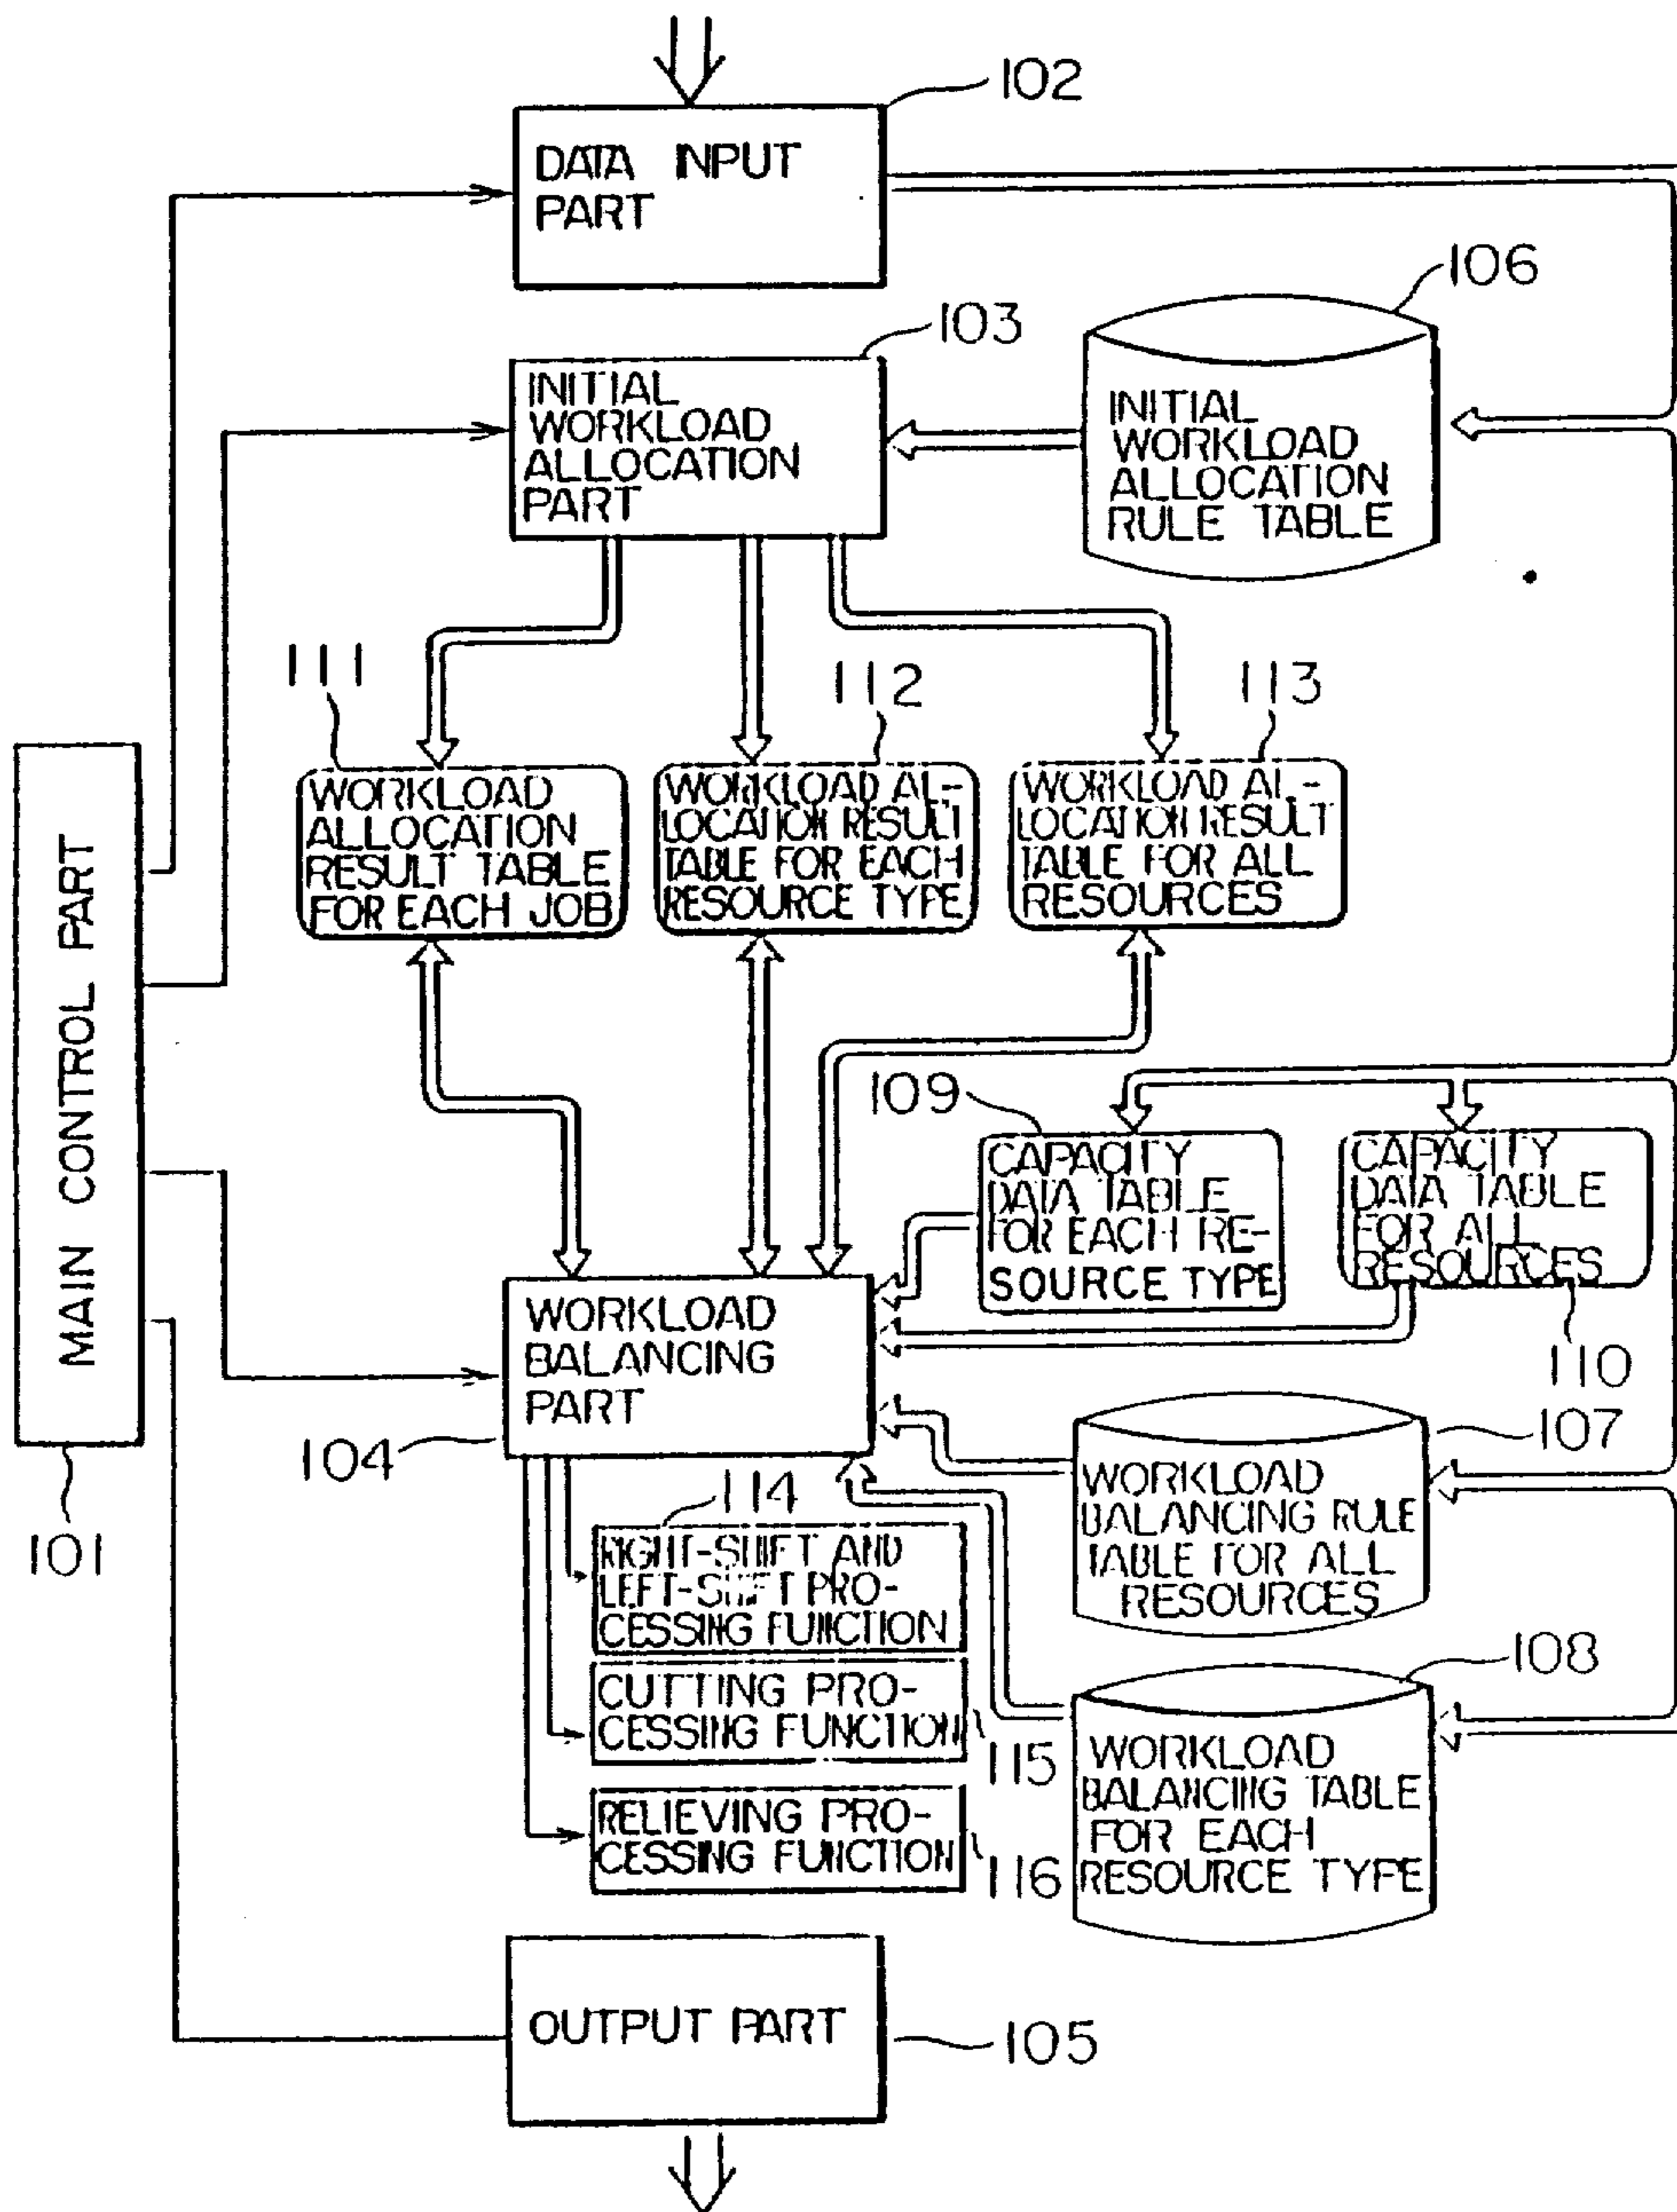 102
DATA INPUT
PART
106
103
INITIAL
WORKLOAD
ALLOCATION
PART
INITIAL
WORKLOAD
ALLOCATION
RULE TABLE
111
112
113
WORKLOAD
ALLOCATION
RESULT TABLE
FOR EACH JOB
WORKLOAD AL-
LOCATION RESULT
TABLE FOR EACH
RESOURCE TYPE
WORKLOAD AL-
LOCATION RESULT
TABLE FOR ALL
RESOURCES
MAIN CONTROL PART
101
109
CAPACITY
DATA TABLE
FOR EACH RE-
SOURCE TYPE
CAPACITY
DATA TABLE
FOR ALL
RESOURCES
110
WORKLOAD
BALANCING
PART
104
107
WORKLOAD
BALANCING RULE
TABLE FOR ALL
RESOURCES
114
RIGHT-SHIFT AND
LEFT-SHIFT PRO-
CESSING FUNCTION
CUTTING PRO-
CESSING FUNCTION
115
RELIEVING PRO-
CESSING FUNCTION
116
108
WORKLOAD
BALANCING TABLE
FOR EACH
RESOURCE TYPE
OUTPUT PART
105